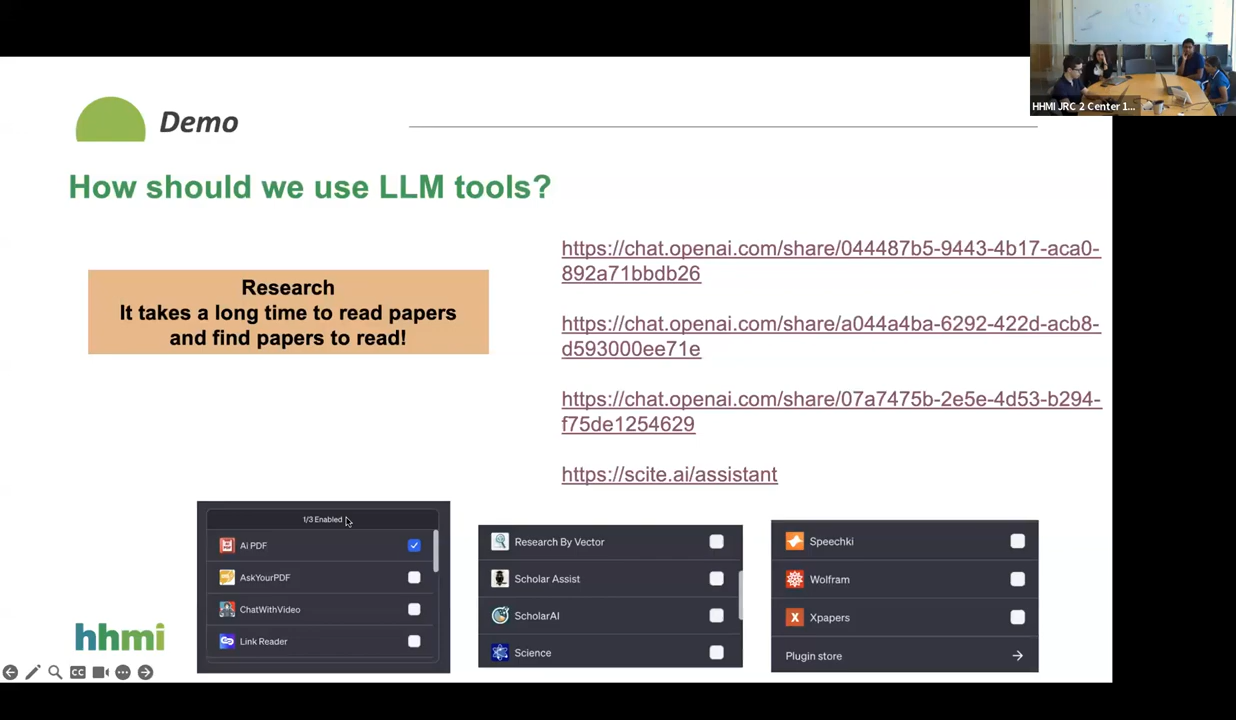 HHMI JRC 2 Center 1...
Demo
How should we use LLM tools?
Research
It takes a long time to read papers
and find papers to read!
https://chat.openai.com/share/044487b5-9443-4b17-aca0-
892a71bbdb26
https://chat.openai.com/share/a044a4ba-6292-422d-acb8-
d593000ee71e
https://chat.openai.com/share/07a7475b-2e5e-4d53-b294-
f75de1254629
https://scite.ai/assistant
1/3 Enabled
Ai PDF
AskYourPDF
ChatWithVideo
Link Reader
Research By Vector
Scholar Assist
ScholarAI
Science
Speechki
Wolfram
Xpapers
Plugin store
hhmi
CC